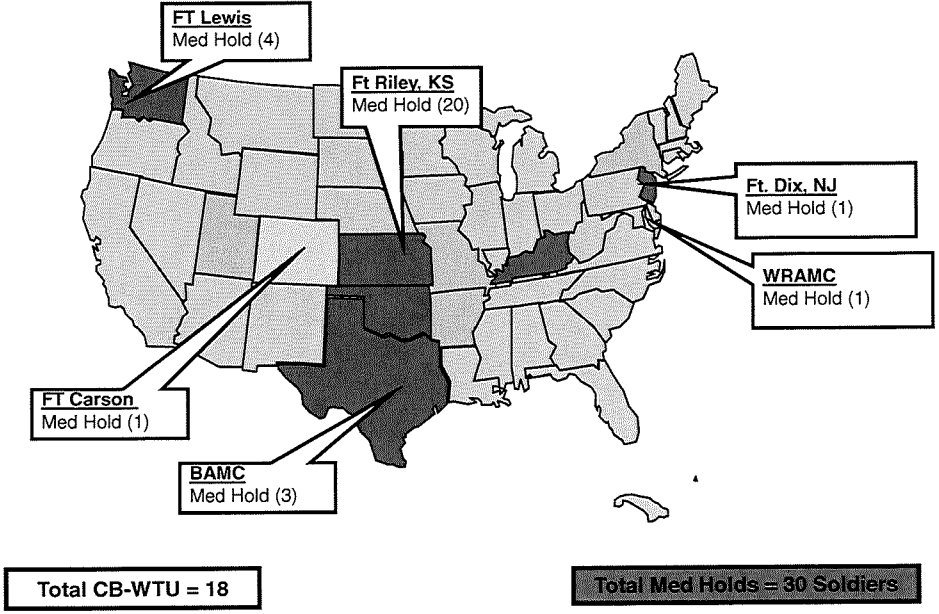 FT Lewis
Med Hold (4)
Ft Riley, KS
Med Hold (20)
Ft. Dix, NJ
Med Hold (1)
WRAMC
Med Hold (1)
FT Carson
Med Hold (1)
BAMC
Med Hold (3)
Total CB-WTU = 18
Total Med Holds = 30 Soldiers